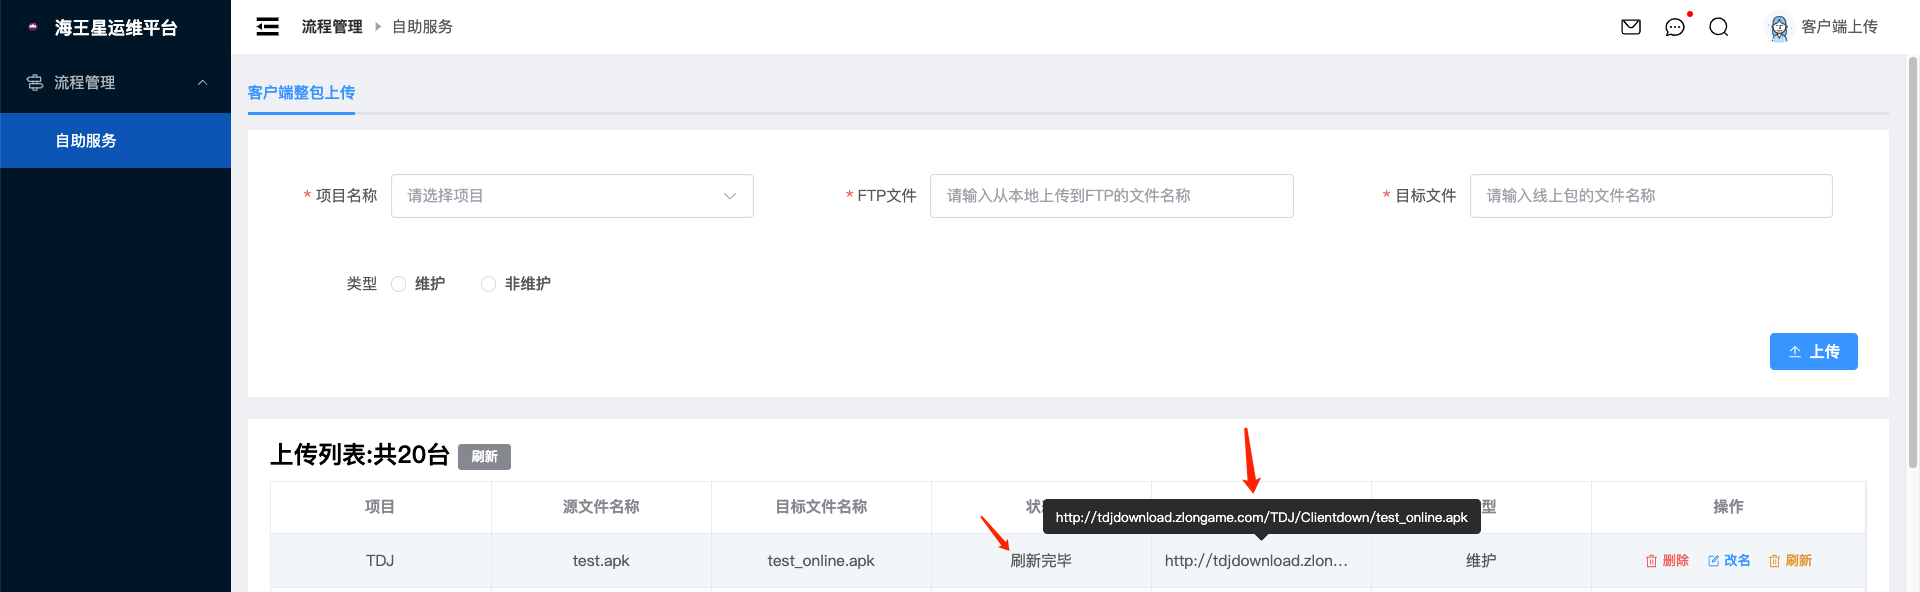 海王星运维平台
流程管理
自助服务
流程管理 自助服务
客户端上传
客户端整包上传
* 项目名称 请选择项目
* FTP文件 请输入从本地上传到FTP的文件名称
* 目标文件 请输入线上包的文件名称
类型 维护 非维护
上传
上传列表:共20台 刷新
项目 源文件名称 目标文件名称 型 操作
http://tdjdownload.zlongame.com/TDJ/Clientdown/test_online.apk
TDJ test.apk test_online.apk 刷新完毕 http://tdjdownload.zlon... 维护 删除 改名 刷新